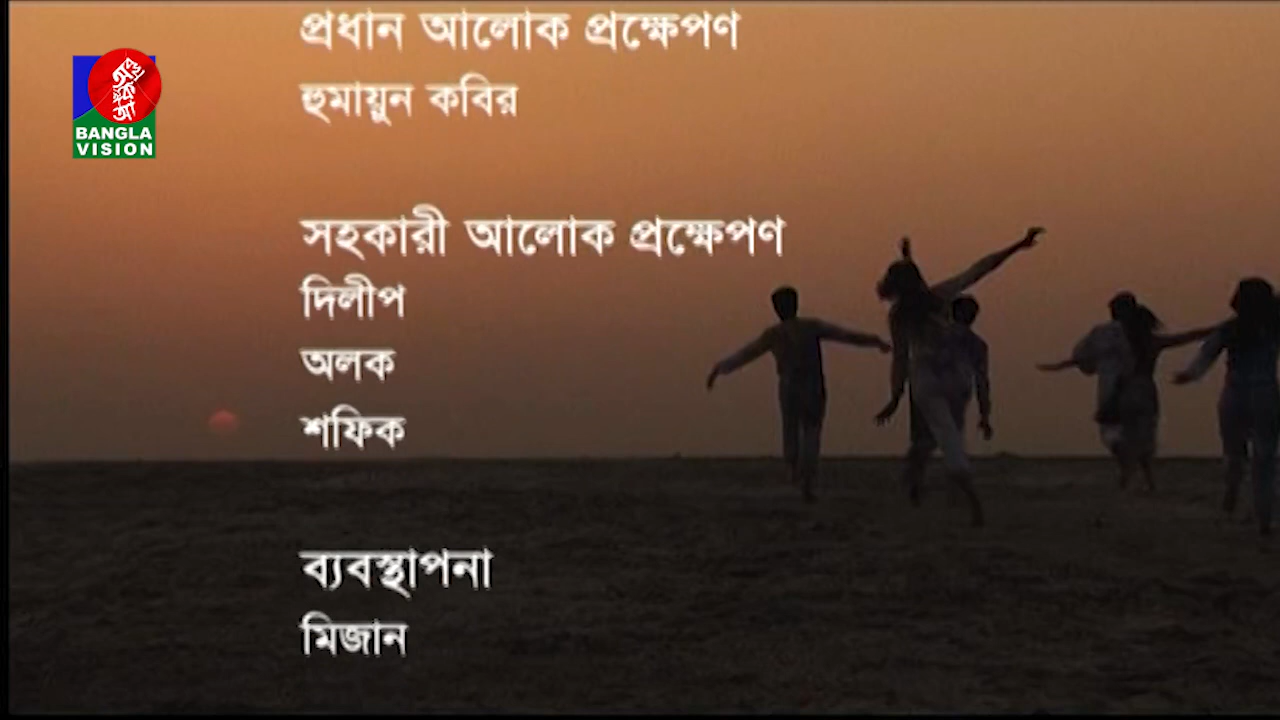 প্রধান আলোক প্রক্ষেপণ
হুমায়ুন কবির
BANGLA
VISION
সহকারী আলোক প্রক্ষেপণ
দিলীপ
অলক
শফিক
ব্যবস্থাপনা
মিজান